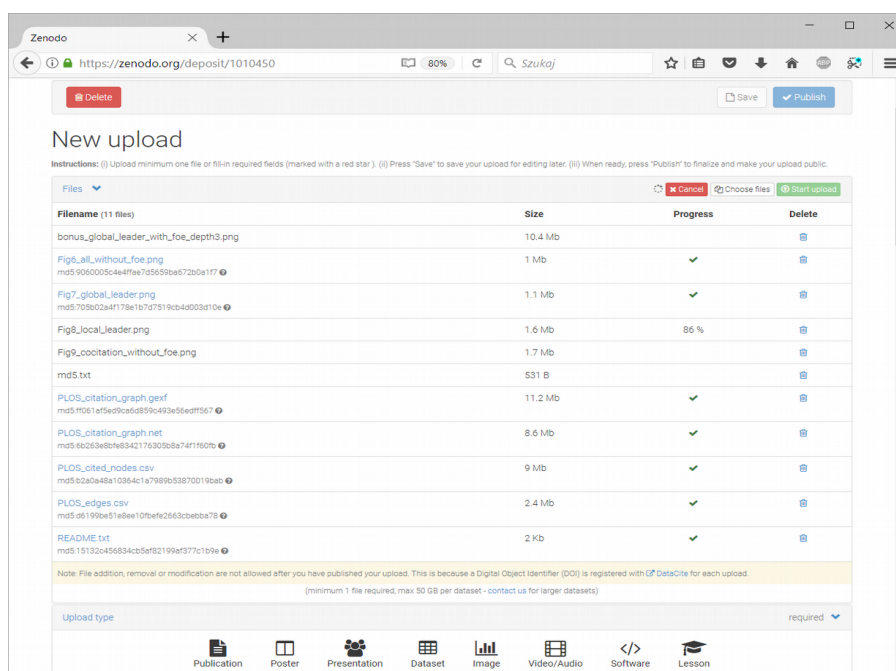 Zenodo
https://zenodo.org/deposit/1010450 80% Szukaj ABP
Delete Save Publish
New upload
Instructions: (i) Upload minimum one file or fill-in required fields (marked with a red star ). (ii) Press "Save" to save your upload for editing later. (iii) When ready, press "Publish" to finalize and make your upload public.
Files Cancel Choose files Start upload
Filename (11 files) Size Progress Delete
bonus_global_leader_with_foe_depth3.png 10.4 Mb
Fig6_all_without_foe.png 1 Mb
md5:9060005c4e4ffae7d5659ba672b0a1f7
Fig7_global_leader.png 1.1 Mb
md5:705b02a4f178e1b7d7519cb4d003d10e
Fig8_local_leader.png 1.6 Mb 86 %
Fig9_cocitation_without_foe.png 1.7 Mb
md5.txt 531 B
PLOS_citation_graph.gexf 11.2 Mb
md5:ff061af5ed9ca6d859c493e56edff567
PLOS_citation_graph.net 8.6 Mb
md5:6b263e8bfe8342176305b8a74f1f60fb
PLOS_cited_nodes.csv 9 Mb
md5:b2a0a48a10364c1a7989b53870019bab
PLOS_edges.csv 2.4 Mb
md5:d6199be51e8ee10fbefe2663cbebba78
README.txt 2 Kb
md5:15132c456834cb5af82199af377c1b9e
Note: File addition, removal or modification are not allowed after you have published your upload. This is because a Digital Object Identifier (DOI) is registered with DataCite for each upload.
(minimum 1 file required, max 50 GB per dataset - contact us for larger datasets)
Upload type required
Publication Poster Presentation Dataset Image Video/Audio Software Lesson